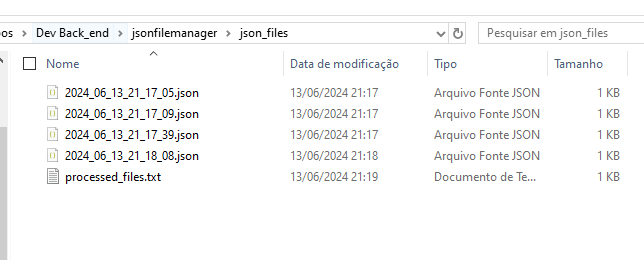 os > Dev Back_end > jsonfilemanager > json_files Pesquisar em json_files
Nome Data de modificação Tipo Tamanho
2024_06_13_21_17_05.json 13/06/2024 21:17 Arquivo Fonte JSON 1 KB
2024_06_13_21_17_09.json 13/06/2024 21:17 Arquivo Fonte JSON 1 KB
2024_06_13_21_17_39.json 13/06/2024 21:17 Arquivo Fonte JSON 1 KB
2024_06_13_21_18_08.json 13/06/2024 21:18 Arquivo Fonte JSON 1 KB
processed_files.txt 13/06/2024 21:19 Documento de Te... 1 KB